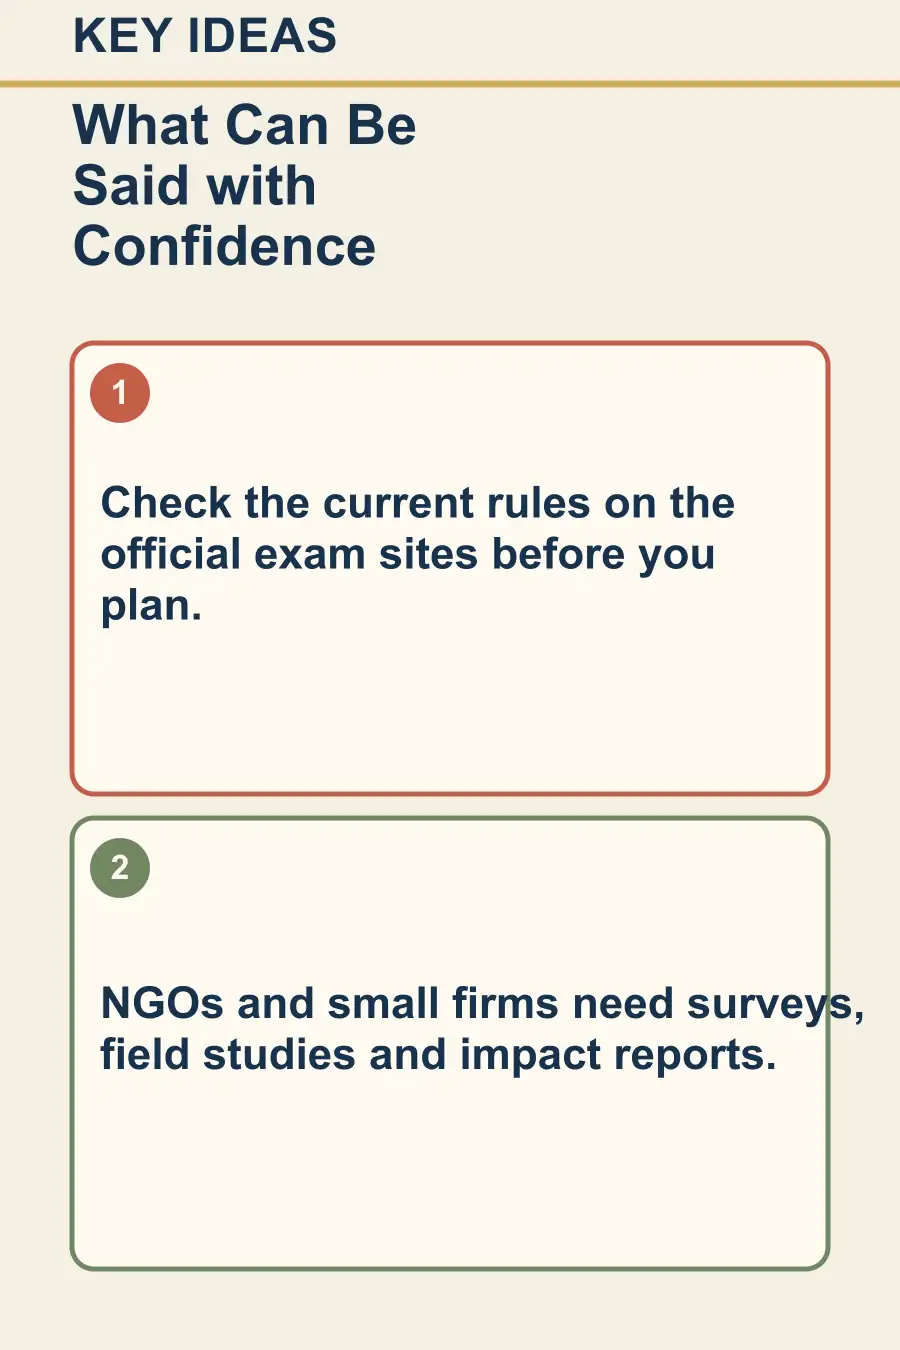 KEY IDEAS
What Can Be
Said with
Confidence
1
Check the current rules on the
official exam sites before you
plan.
2
NGOs and small firms need surveys,
field studies and impact reports.